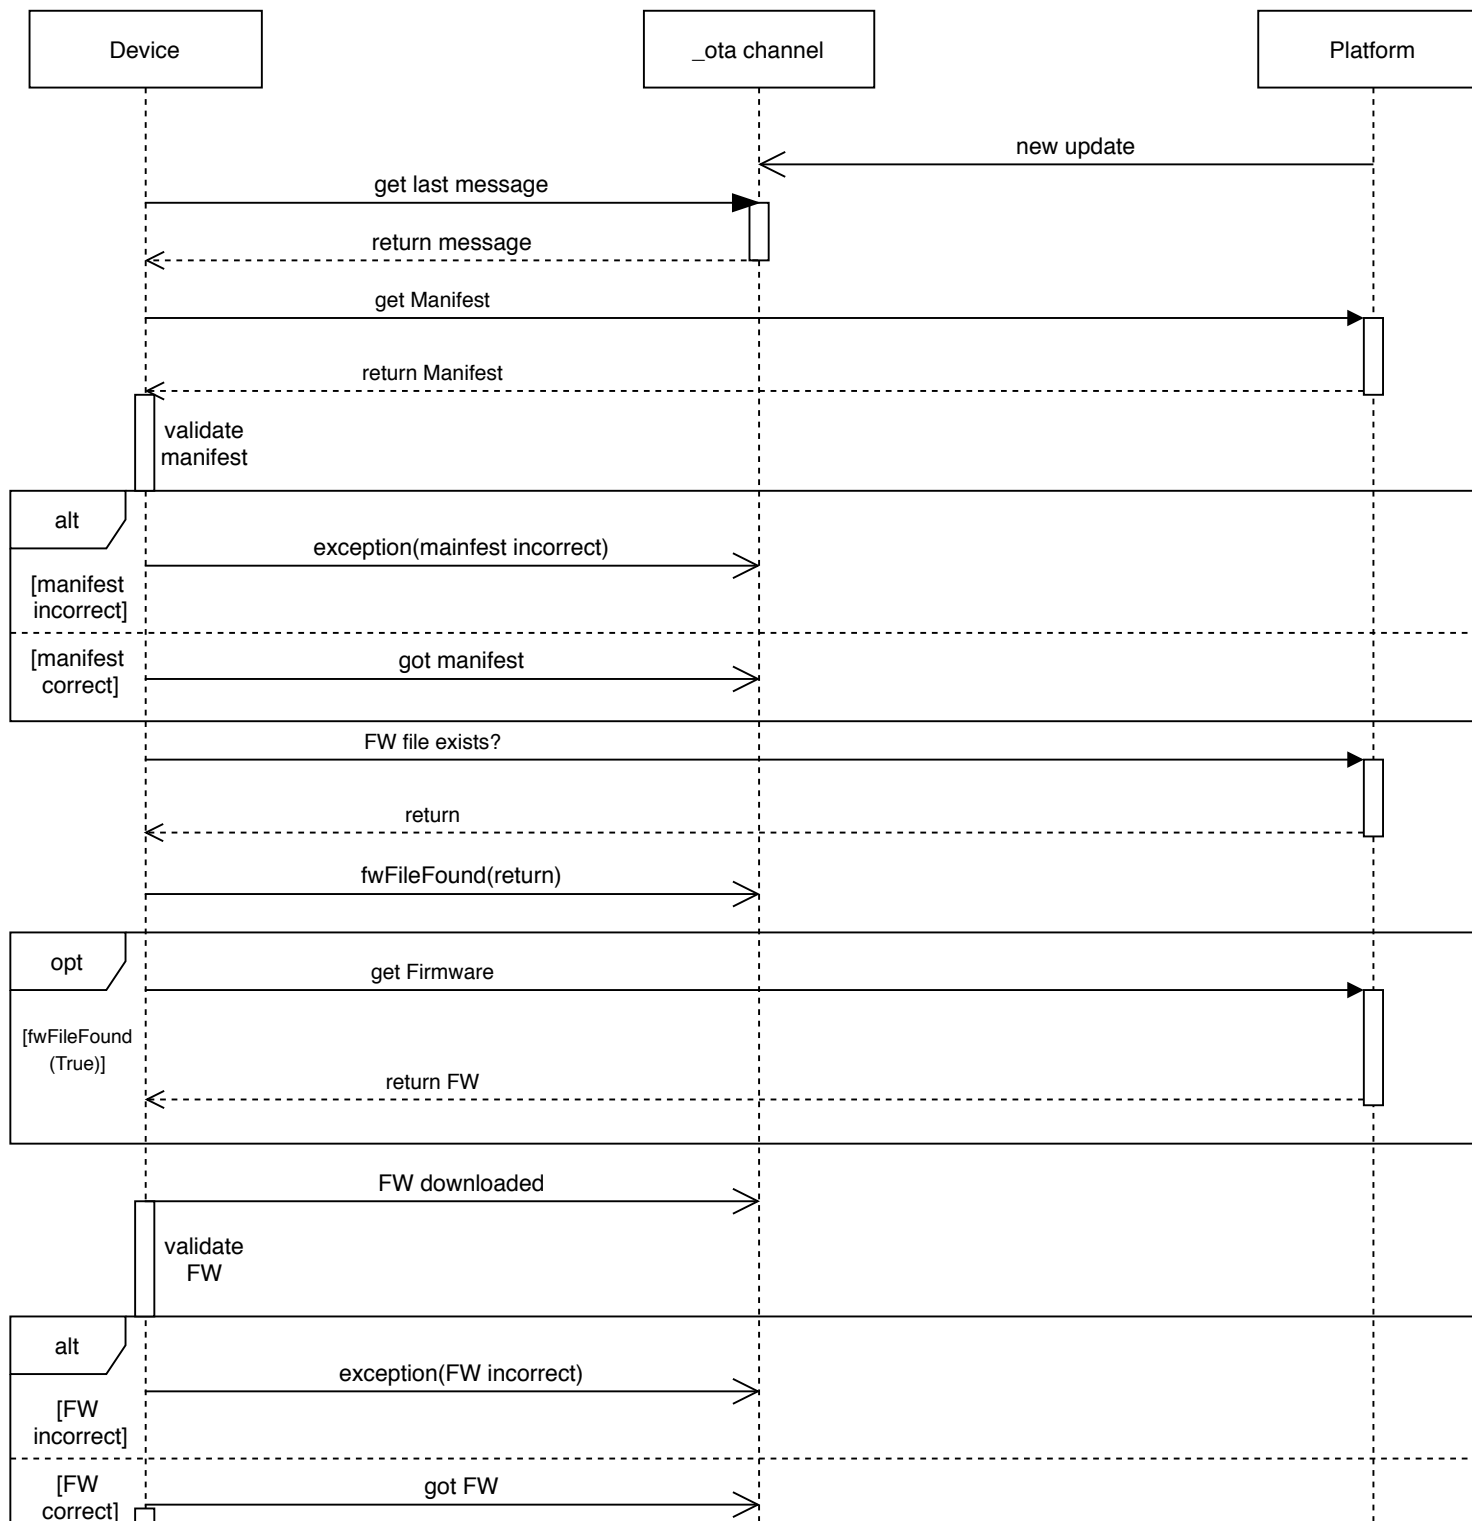 Device
_ota channel
Platform
new update
get last message
return message
get Manifest
return Manifest
validate
manifest
alt
exception(mainfest incorrect)
[manifest
incorrect]
[manifest
correct]
got manifest
FW file exists?
return
fwFileFound(return)
opt
get Firmware
[fwFileFound
(True)]
return FW
FW downloaded
validate
FW
alt
exception(FW incorrect)
[FW
incorrect]
[FW
correct]
got FW